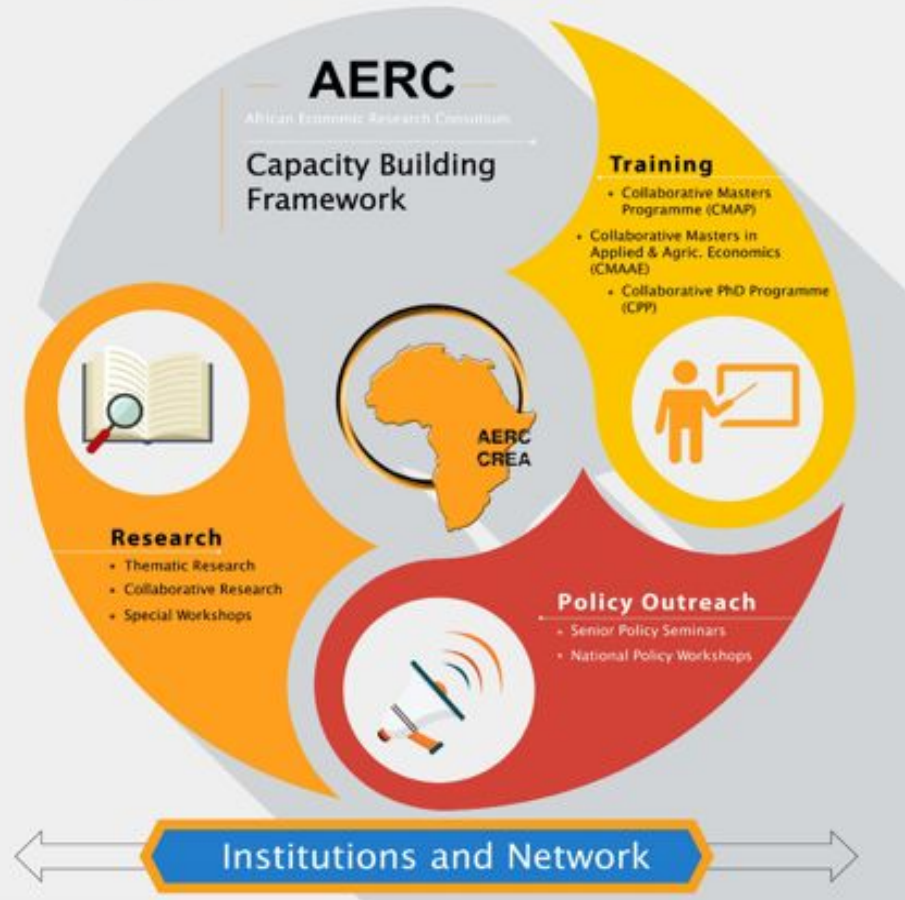 AERC
African Economic Research Consortium
Capacity Building
Framework
Training
• Collaborative Masters
Programme (CMAP)
• Collaborative Masters in
Applied & Agric. Economics
(CMAAE)
• Collaborative PhD Programme
(CPP)
AERC
CREA
Research
• Thematic Research
• Collaborative Research
• Special Workshops
Policy Outreach
• Senior Policy Seminars
• National Policy Workshops
Institutions and Network